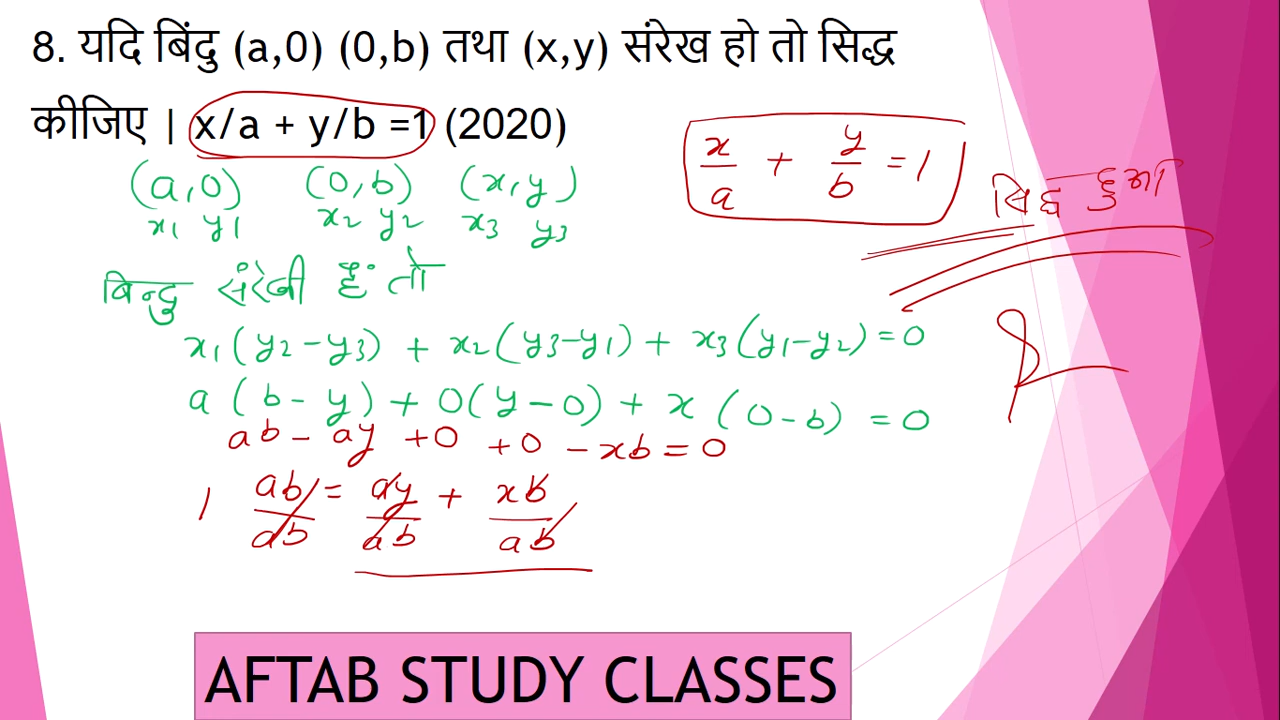 8. यदि बिंदु (a,0) (0,b) तथा (x,y) संरेख हो तो सिद्ध
कीजिए | x/a + y/b =1 (2020)
(a,0) (0,b) (x,y)
x1 y1 x2 y2 x3 y3
बिन्दु संरेखी हैं तो
x1(y2-y3) + x2(y3-y1) + x3(y1-y2)=0
a(b-y) + 0(y-0) + x(0-b) = 0
ab - ay +0 +0 - xb = 0
1 ab/ab = ay/ab + xb/ab
x/a + y/b =1
सिद्ध हुआ
AFTAB STUDY CLASSES